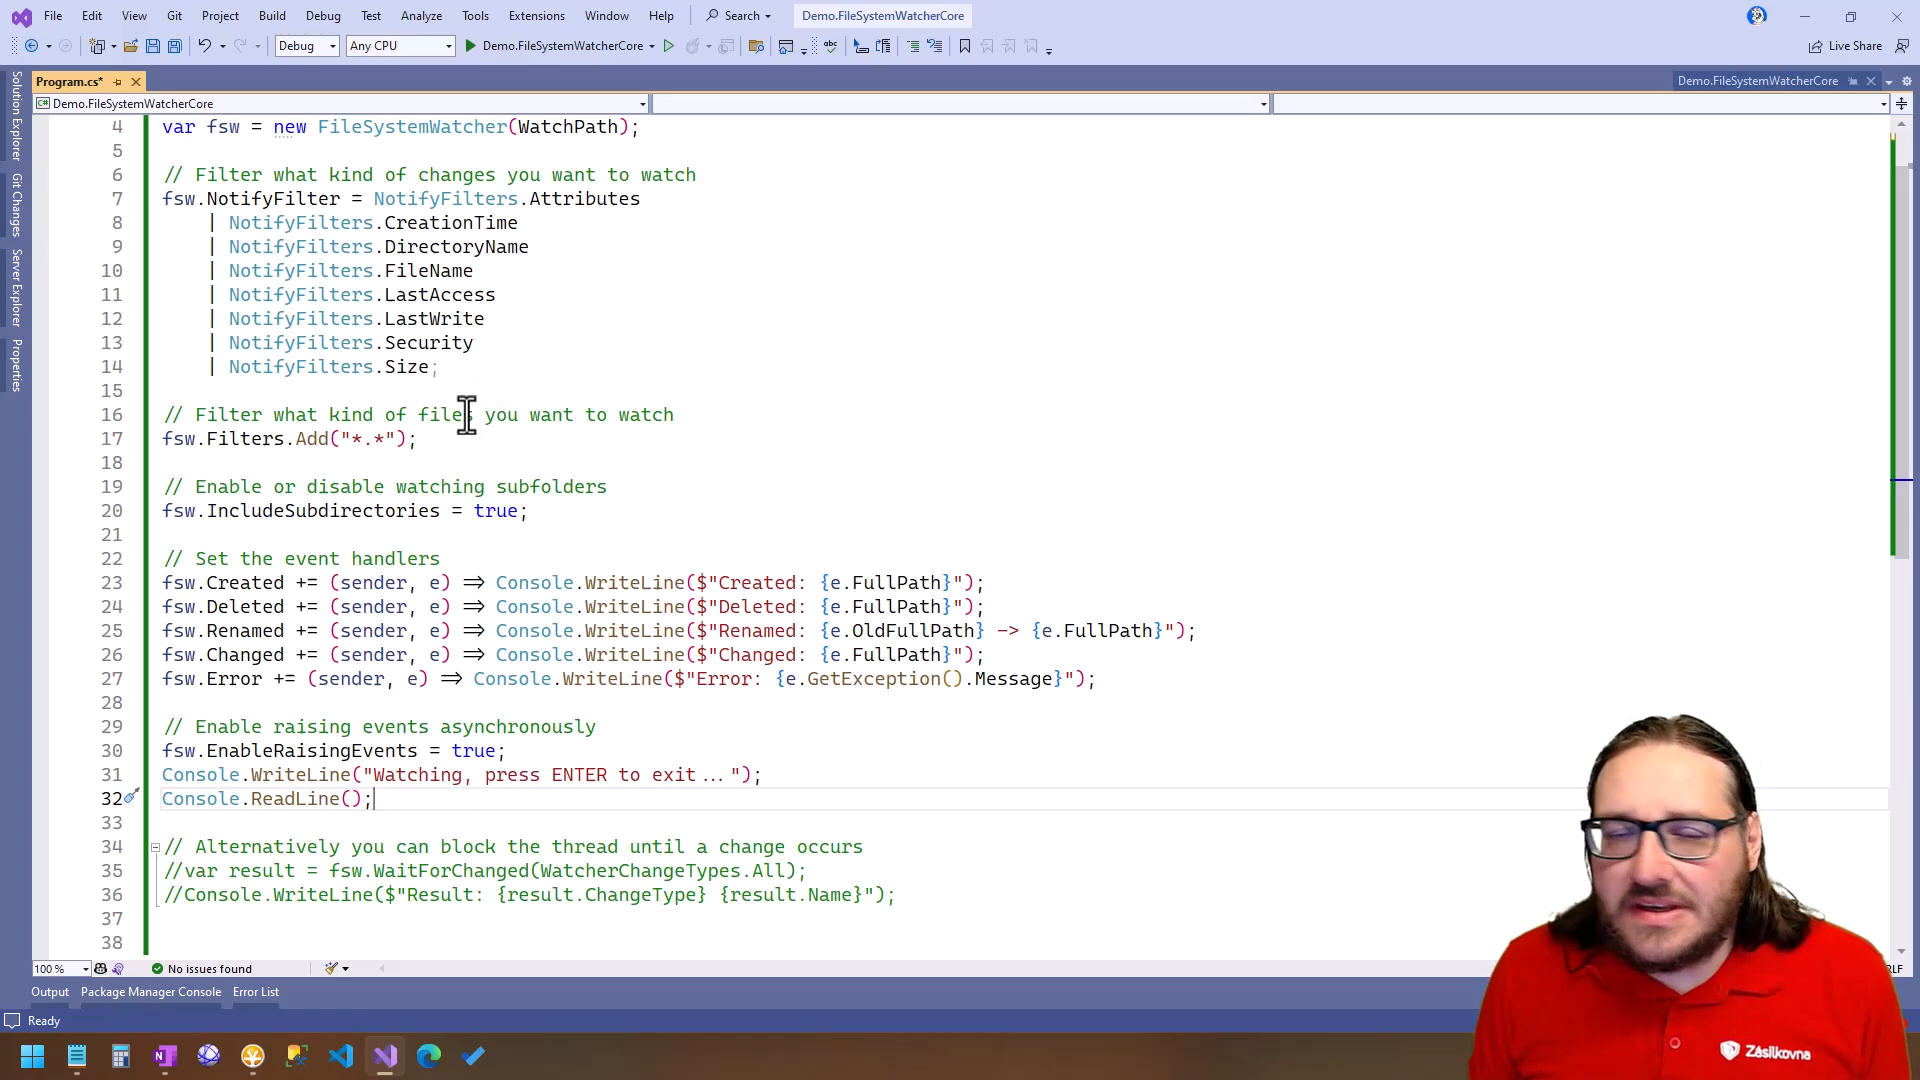 File Edit View Git Project Build Debug Test Analyze Tools Extensions Window Help Search Demo.FileSystemWatcherCore
Debug Any CPU Demo.FileSystemWatcherCore Live Share
Program.cs* Demo.FileSystemWatcherCore
Demo.FileSystemWatcherCore
Solution Explorer
Git Changes
Server Explorer
Properties
4 var fsw = new FileSystemWatcher(WatchPath);
5
6 // Filter what kind of changes you want to watch
7 fsw.NotifyFilter = NotifyFilters.Attributes
8 | NotifyFilters.CreationTime
9 | NotifyFilters.DirectoryName
10 | NotifyFilters.FileName
11 | NotifyFilters.LastAccess
12 | NotifyFilters.LastWrite
13 | NotifyFilters.Security
14 | NotifyFilters.Size;
15
16 // Filter what kind of files you want to watch
17 fsw.Filters.Add("*.*");
18
19 // Enable or disable watching subfolders
20 fsw.IncludeSubdirectories = true;
21
22 // Set the event handlers
23 fsw.Created += (sender, e) => Console.WriteLine($"Created: {e.FullPath}");
24 fsw.Deleted += (sender, e) => Console.WriteLine($"Deleted: {e.FullPath}");
25 fsw.Renamed += (sender, e) => Console.WriteLine($"Renamed: {e.OldFullPath} -> {e.FullPath}");
26 fsw.Changed += (sender, e) => Console.WriteLine($"Changed: {e.FullPath}");
27 fsw.Error += (sender, e) => Console.WriteLine($"Error: {e.GetException().Message}");
28
29 // Enable raising events asynchronously
30 fsw.EnableRaisingEvents = true;
31 Console.WriteLine("Watching, press ENTER to exit...");
32 Console.ReadLine();
33
34 // Alternatively you can block the thread until a change occurs
35 //var result = fsw.WaitForChanged(WatcherChangeTypes.All);
36 //Console.WriteLine($"Result: {result.ChangeType} {result.Name}");
37
38
100 % No issues found
Output Package Manager Console Error List
Ready
Zásilkovna